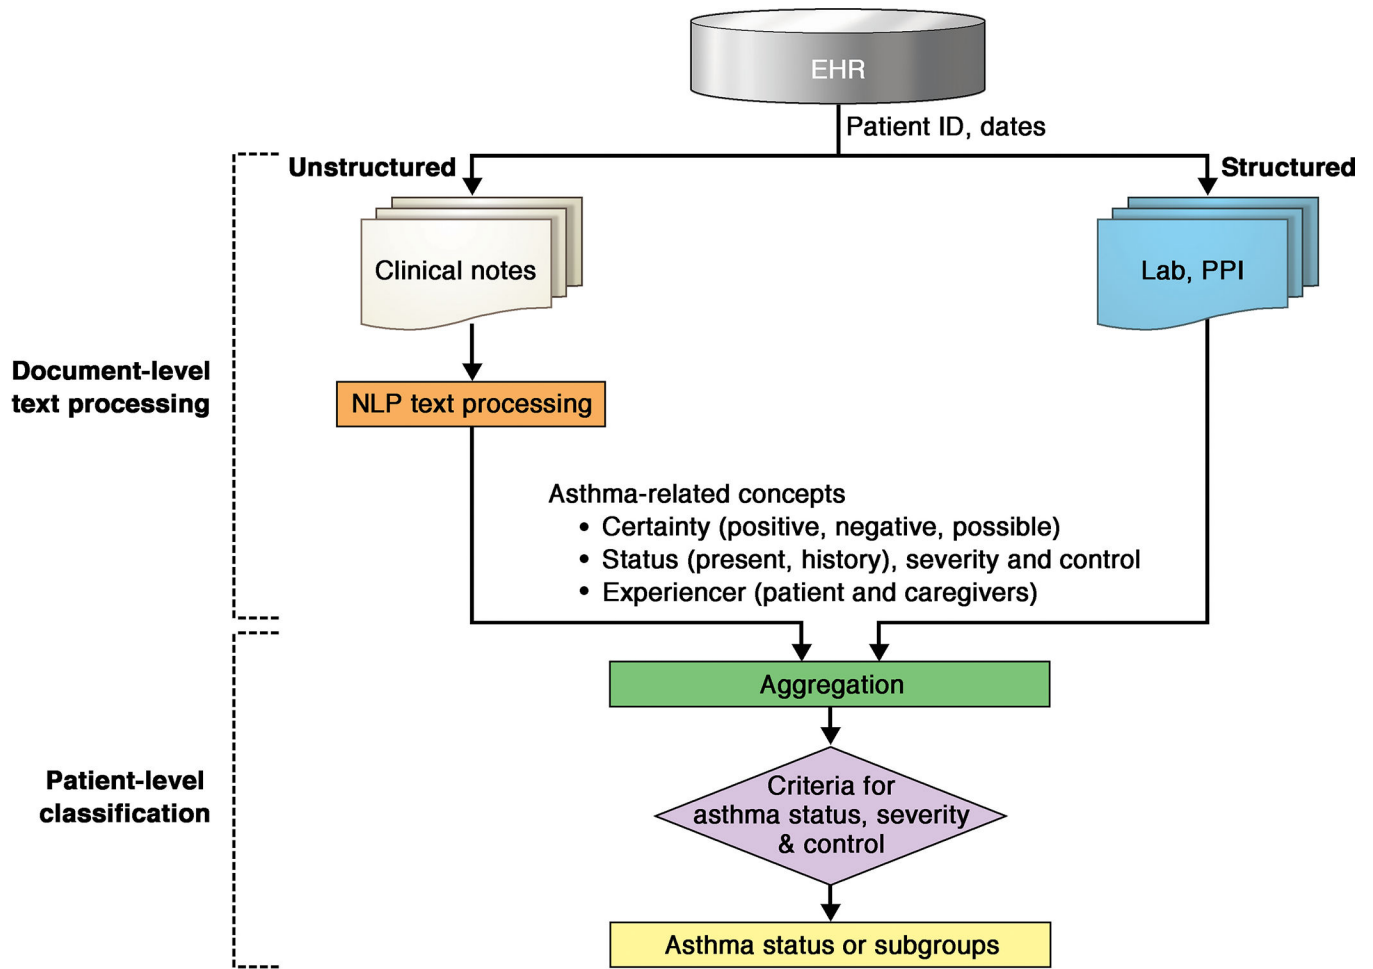 EHR
Patient ID, dates
Unstructured
Structured
Clinical notes
Lab, PPI
Document-level
text processing
NLP text processing
Asthma-related concepts
• Certainty (positive, negative, possible)
• Status (present, history), severity and control
• Experiencer (patient and caregivers)
Aggregation
Patient-level
classification
Criteria for
asthma status, severity
& control
Asthma status or subgroups